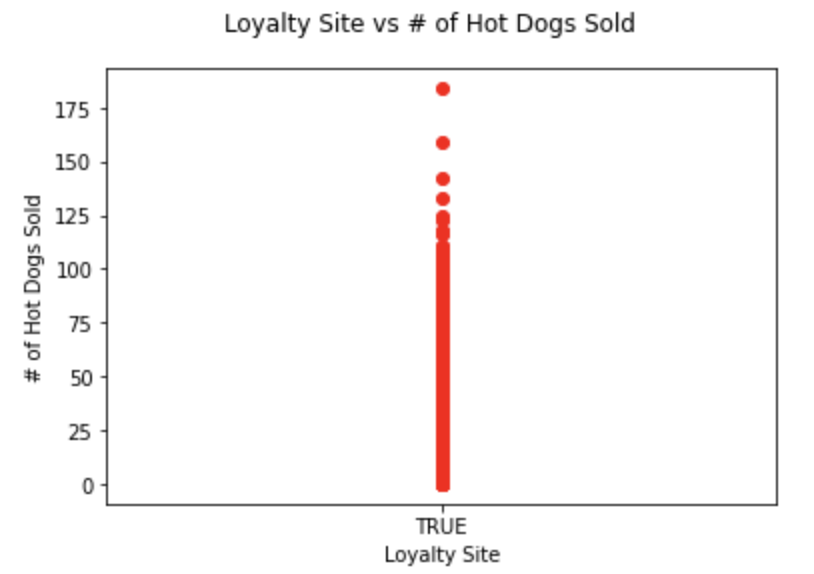 Loyalty Site vs # of Hot Dogs Sold
# of Hot Dogs Sold
175
150
125
100
75
50
25
0
TRUE
Loyalty Site